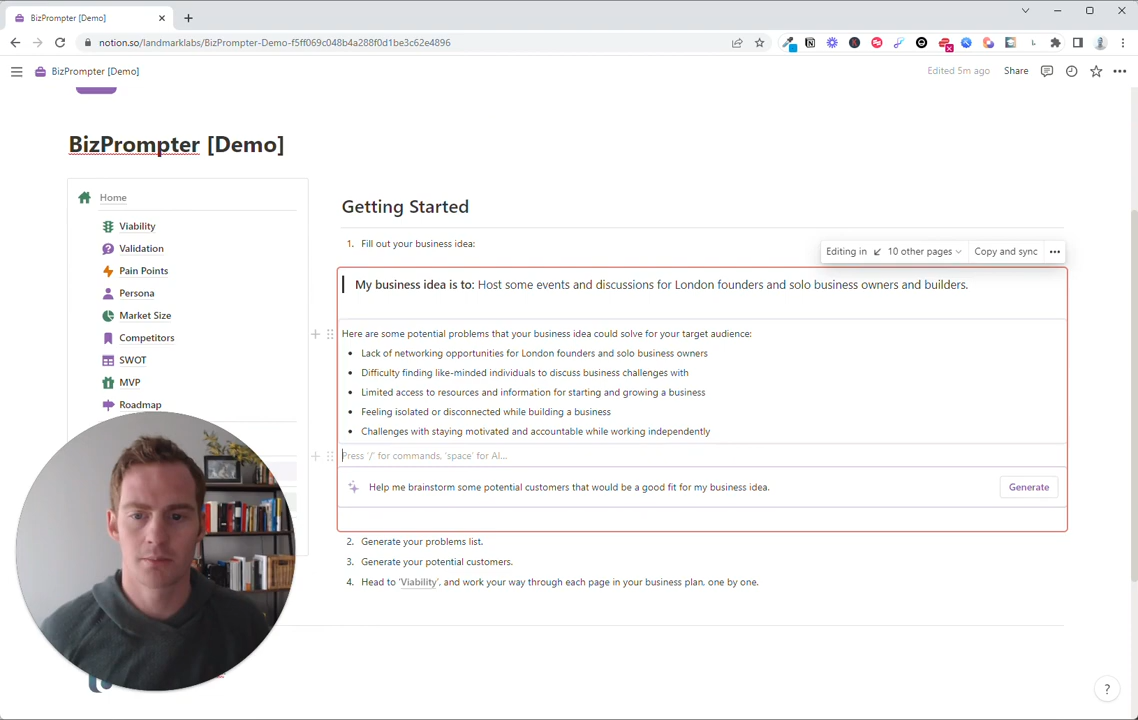 BizPrompter [Demo]
notion.so/landmarklabs/BizPrompter-Demo-f5ff069c048b4a288f0d1be3c62e4896
BizPrompter [Demo]
Edited 5m ago
Share
BizPrompter [Demo]
Home
Viability
Validation
Pain Points
Persona
Market Size
Competitors
SWOT
MVP
Roadmap
Getting Started
1. Fill out your business idea:
Editing in 10 other pages
Copy and sync
My business idea is to: Host some events and discussions for London founders and solo business owners and builders.
Here are some potential problems that your business idea could solve for your target audience:
• Lack of networking opportunities for London founders and solo business owners
• Difficulty finding like-minded individuals to discuss business challenges with
• Limited access to resources and information for starting and growing a business
• Feeling isolated or disconnected while building a business
• Challenges with staying motivated and accountable while working independently
Press '/' for commands, 'space' for AI...
Help me brainstorm some potential customers that would be a good fit for my business idea.
Generate
2. Generate your problems list.
3. Generate your potential customers.
4. Head to 'Viability', and work your way through each page in your business plan, one by one.
?